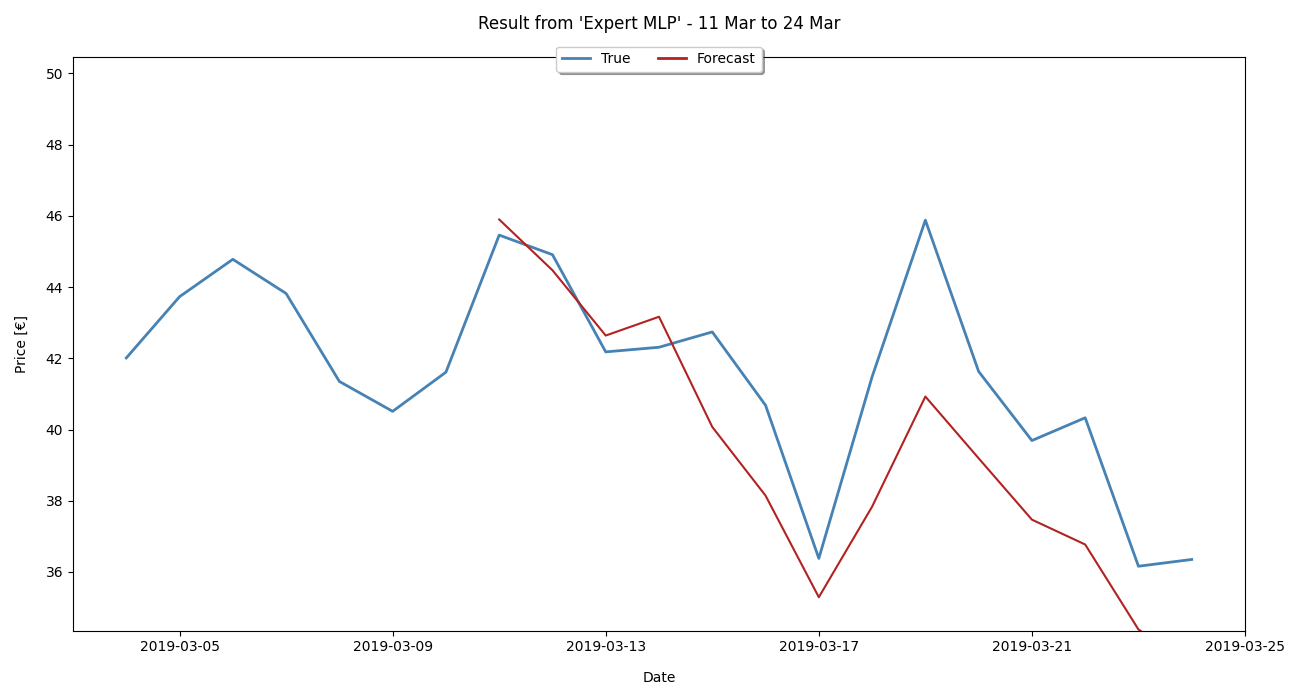 Result from 'Expert MLP' - 11 Mar to 24 Mar
True Forecast
50
48
46
44
42
40
38
36
Price [€]
2019-03-05 2019-03-09 2019-03-13 2019-03-17 2019-03-21 2019-03-25
Date